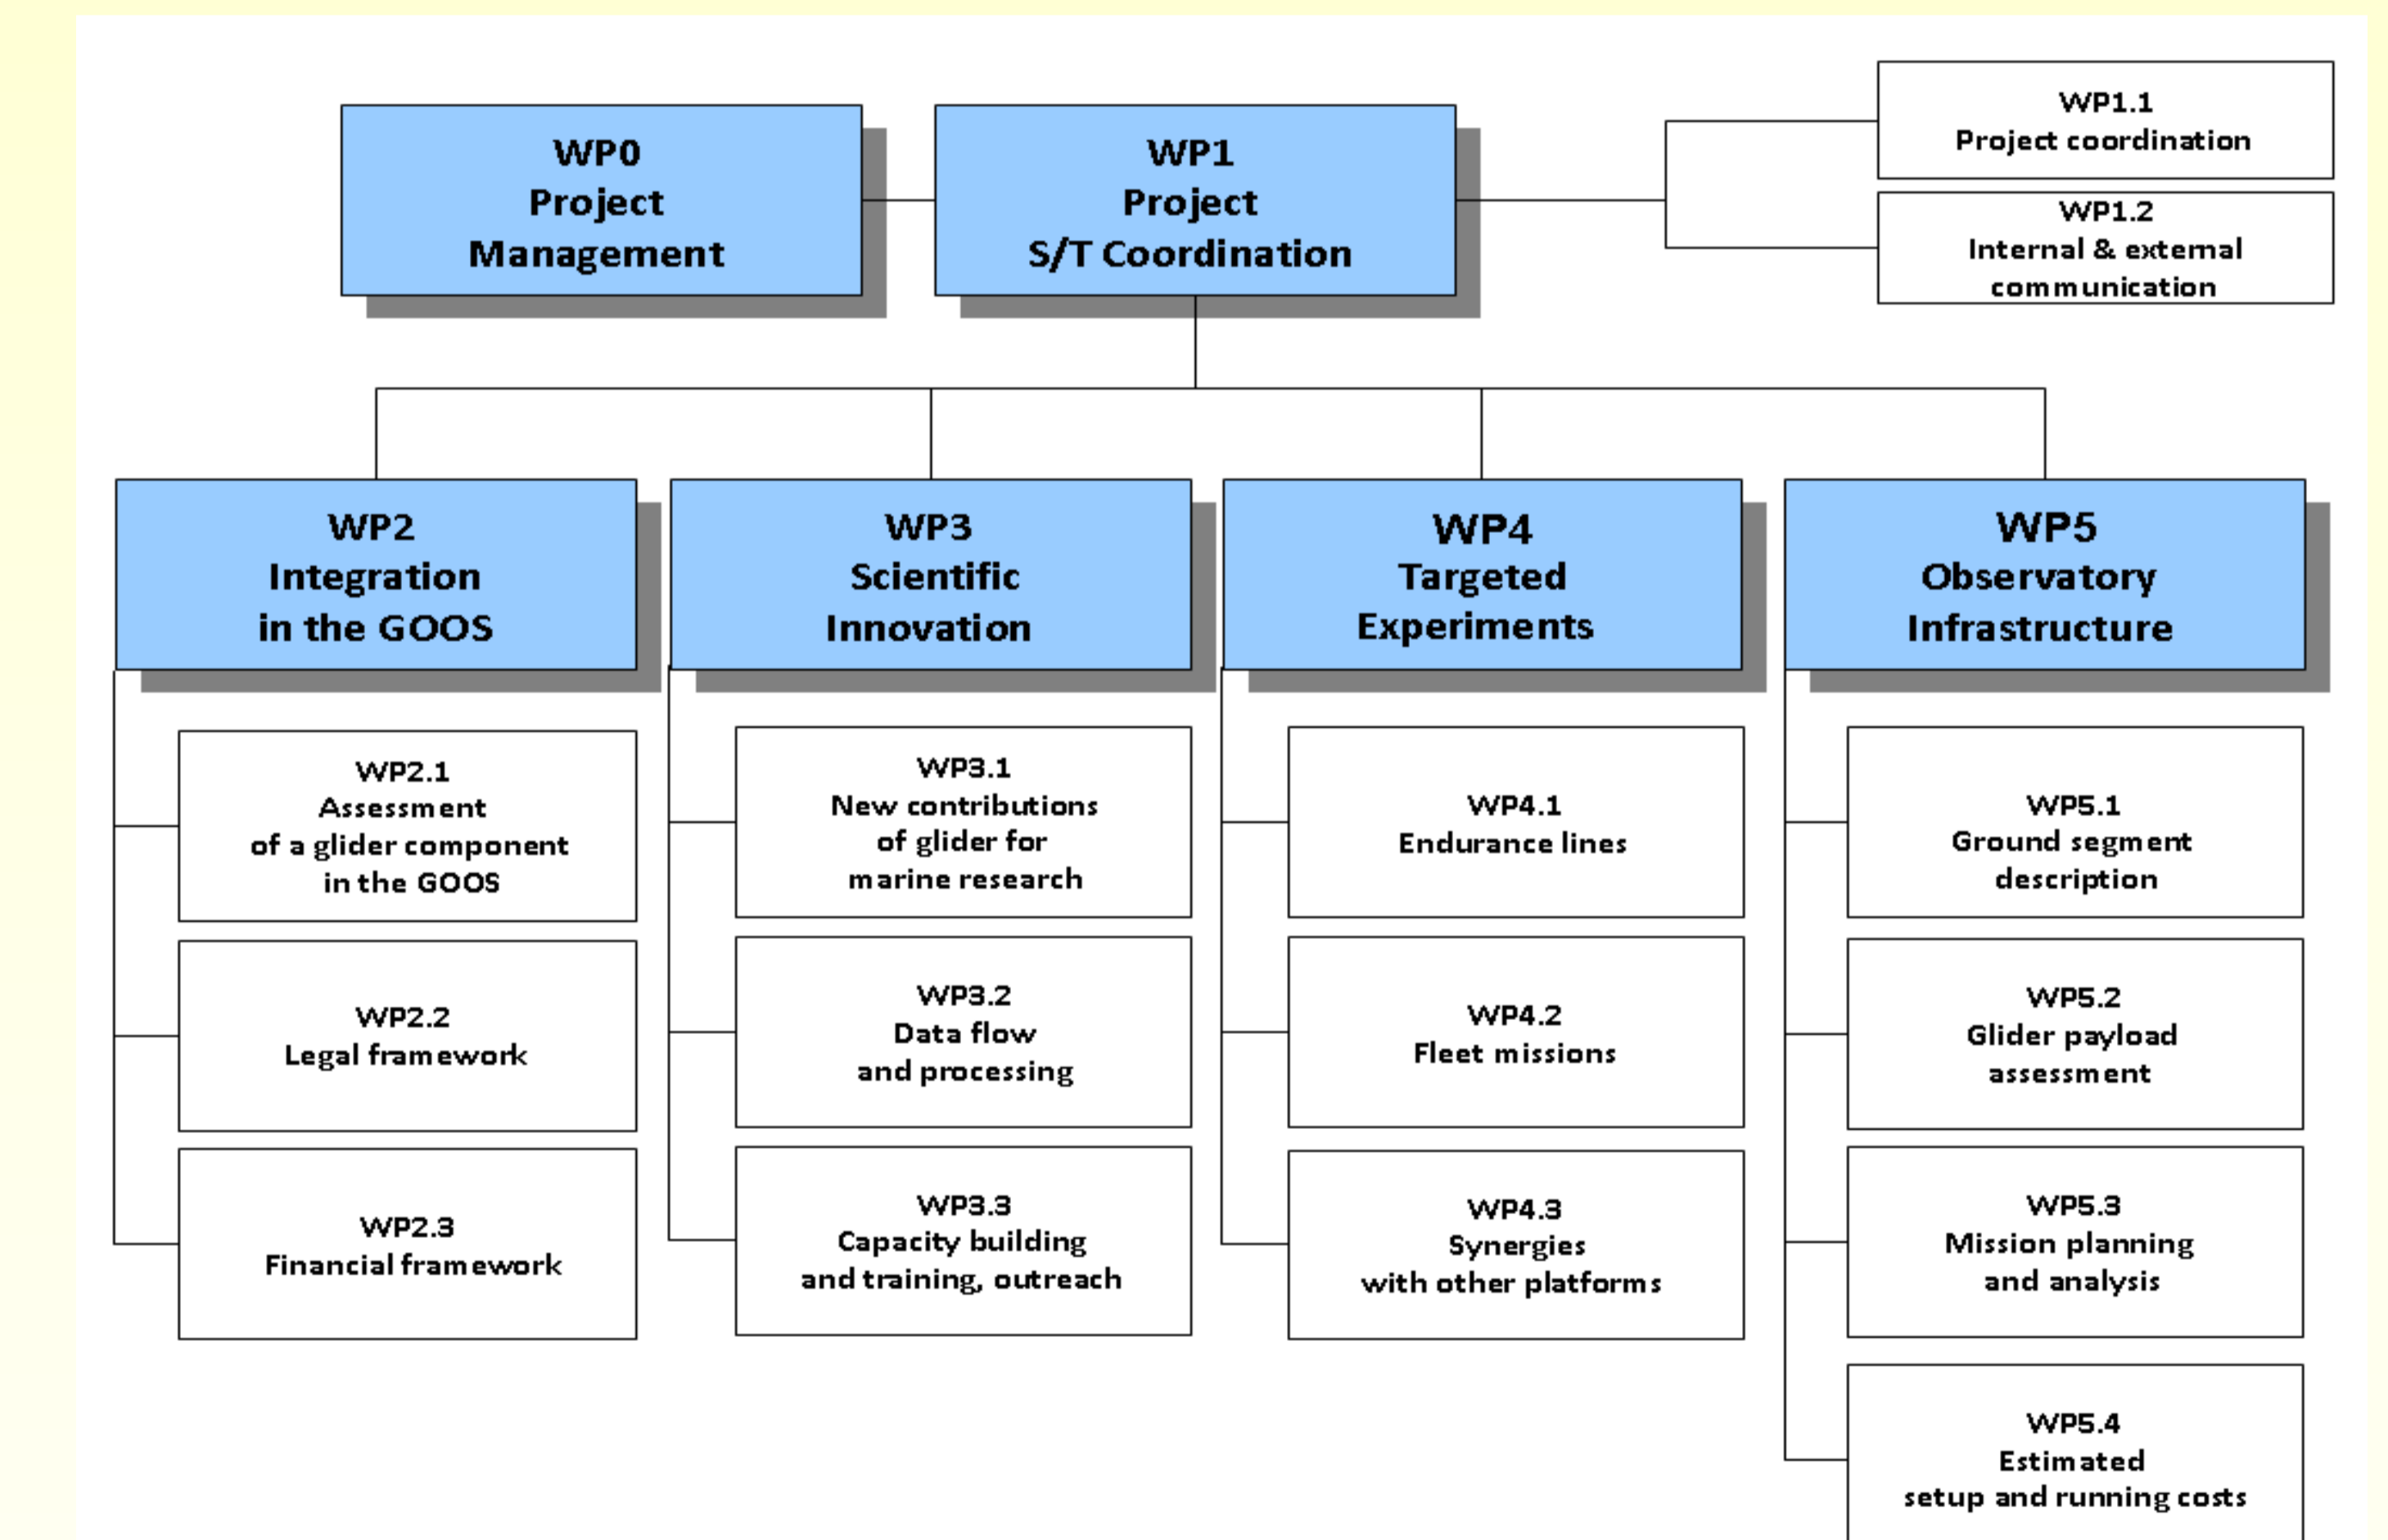 WP0
Project
Management
WP1
Project
S/T Coordination
WP1.1
Project coordination
WP1.2
Internal & external
communication
WP2
Integration
in the GOOS
WP3
Scientific
Innovation
WP4
Targeted
Experiments
WP5
Observatory
Infrastructure
WP2.1
Assessment
of a glider component
in the GOOS
WP2.2
Legal framework
WP2.3
Financial framework
WP3.1
New contributions
of glider for
marine research
WP3.2
Data flow
and processing
WP3.3
Capacity building
and training, outreach
WP4.1
Endurance lines
WP4.2
Fleet missions
WP4.3
Synergies
with other platforms
WP5.1
Ground segment
description
WP5.2
Glider payload
assessment
WP5.3
Mission planning
and analysis
WP5.4
Estimated
setup and running costs